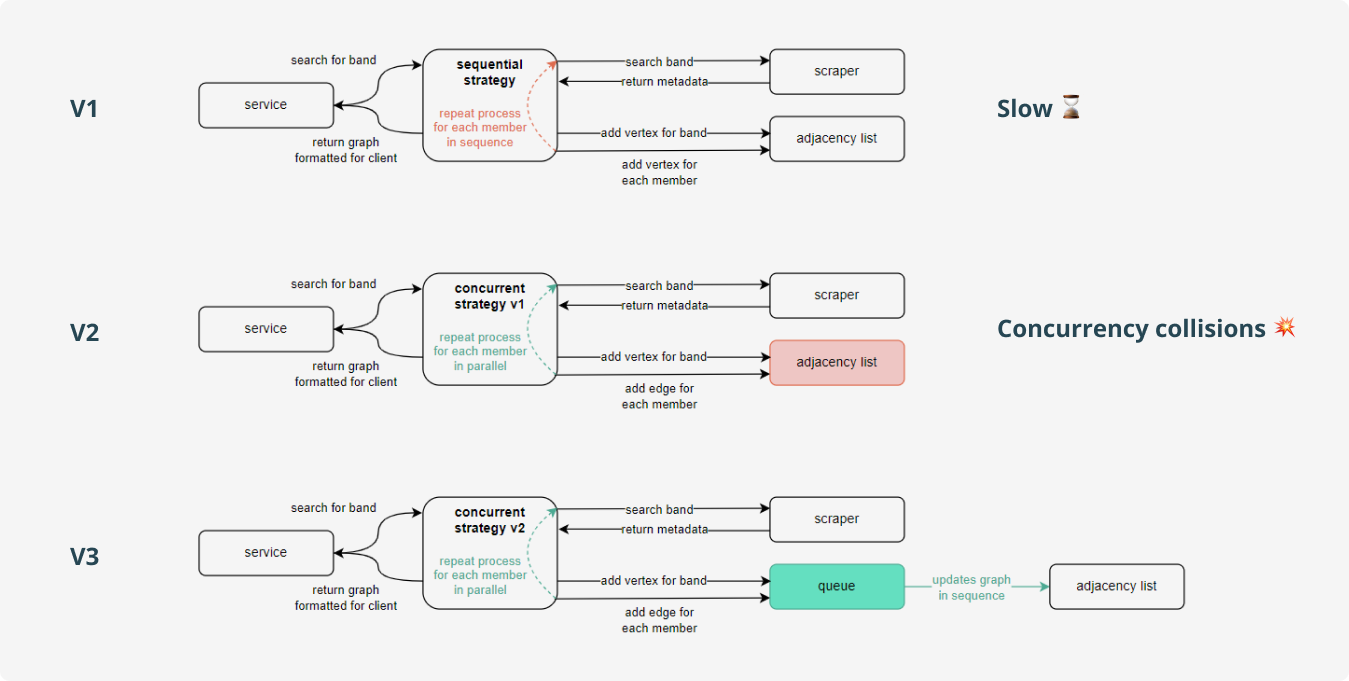 V1
service
search for band
return graph
formatted for client
sequential
strategy
repeat process
for each member
in sequence
search band
return metadata
add vertex for band
add vertex for
each member
scraper
adjacency list
Slow ⏳
V2
service
search for band
return graph
formatted for client
concurrent
strategy v1
repeat process
for each member
in parallel
search band
return metadata
add vertex for band
add edge for
each member
scraper
adjacency list
Concurrency collisions 💥
V3
service
search for band
return graph
formatted for client
concurrent
strategy v2
repeat process
for each member
in parallel
search band
return metadata
add vertex for band
add edge for
each member
scraper
queue
updates graph
in sequence
adjacency list